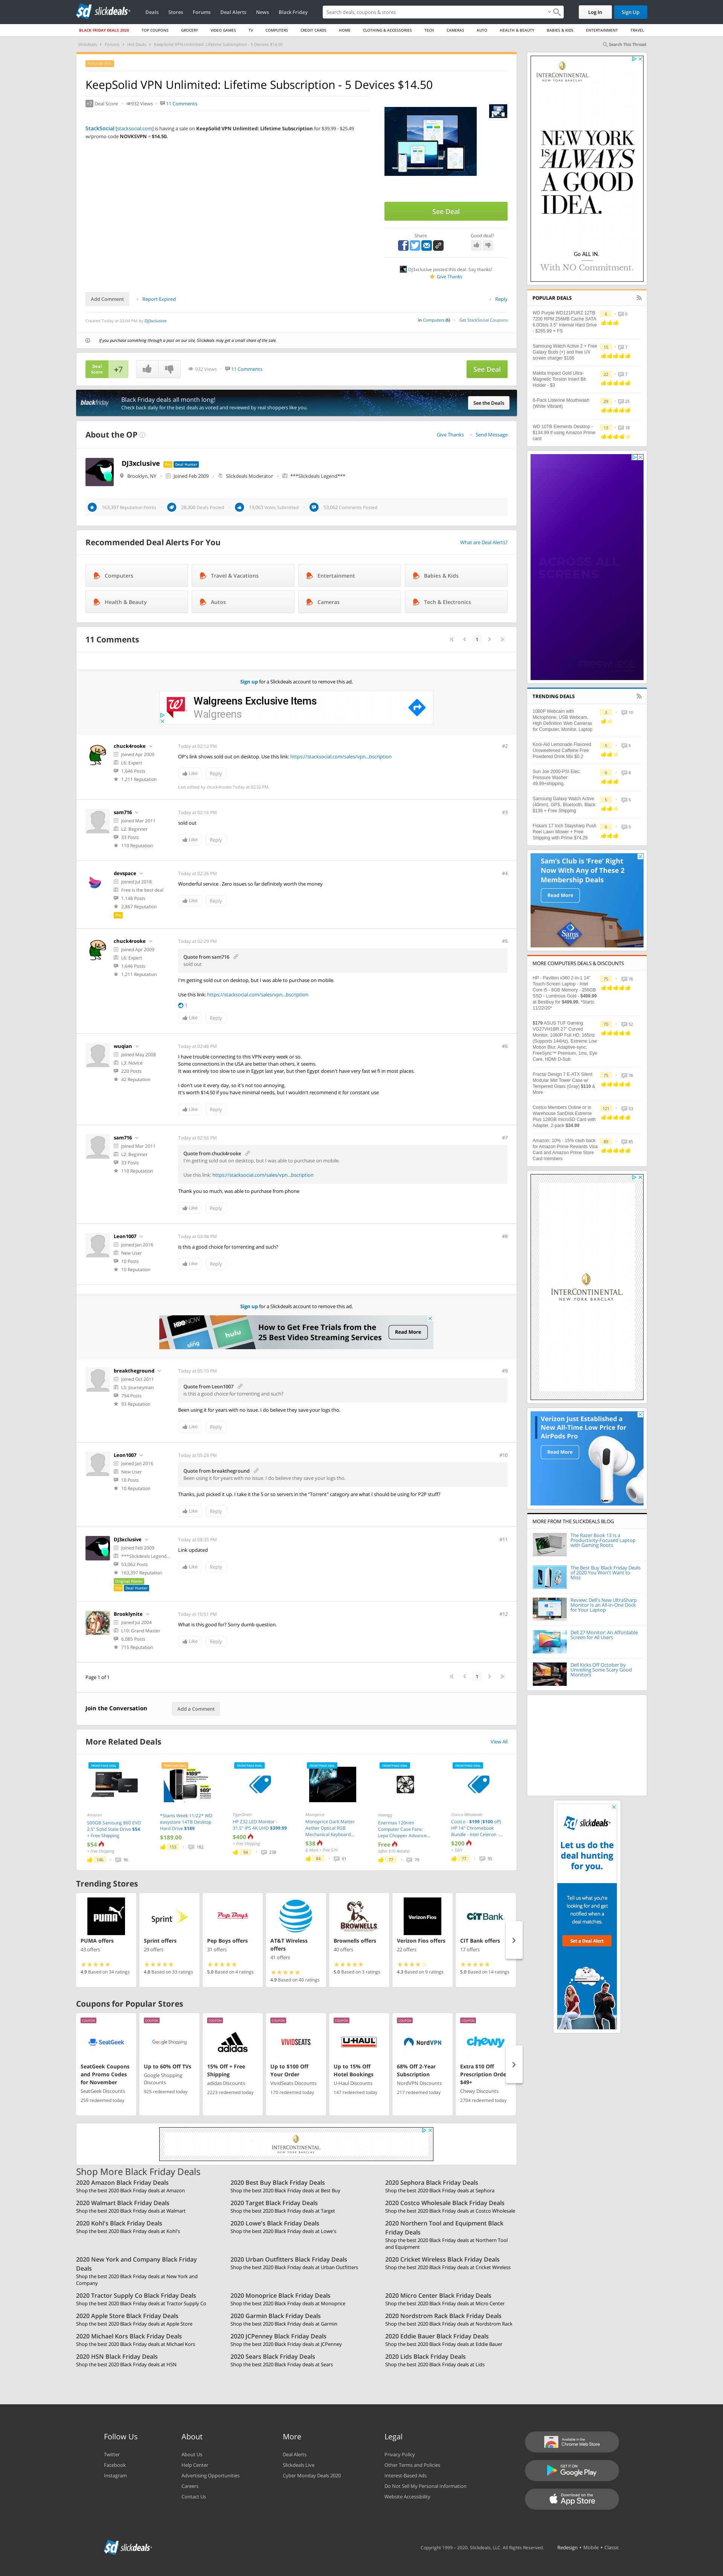 slickdeals
Deals Stores Forums Deal Alerts News Black Friday
Search deals, coupons & stores
Log In
Sign Up
BLACK FRIDAY DEALS 2020 TOP COUPONS GROCERY VIDEO GAMES TV COMPUTERS CREDIT CARDS HOME CLOTHING & ACCESSORIES TECH CAMERAS AUTO HEALTH & BEAUTY BABIES & KIDS ENTERTAINMENT TRAVEL
Search This Thread
KeepSolid VPN Unlimited: Lifetime Subscription - 5 Devices $14.50
Deal Score 932 Views 11 Comments
StackSocial [stacksocial.com] is having a sale on Keepsolid VPN Unlimited: Lifetime Subscription for $39.99 - $25.49
w/promo code NOVKSVPN = $14.50.
See Deal
Share
Good deal?
DJ3xclusive posted this deal. Say thanks!
Give Thanks
Add Comment
Report Expired
Reply
Created Today at 02:04 PM by DJ3xclusive
in Computers (6) Get StackSocial Coupons
If you purchase something through a post on our site, Slickdeals may get a small share of the sale.
Deal Score +7
932 Views 11 Comments
See Deal
blackfriday
Black Friday deals all month long!
Check back daily for the best deals as voted and reviewed by real shoppers like you.
See the Deals
About the OP
Give Thanks Send Message
DJ3xclusive Pro Deal Hunter
Brooklyn, NY Joined Feb 2009 Slickdeals Moderator ***Slickdeals Legend***
163,397 Reputation Points 28,306 Deals Posted 19,063 Votes Submitted 53,062 Comments Posted
Recommended Deal Alerts For You
What are Deal Alerts?
Computers
Travel & Vacations
Entertainment
Babies & Kids
Health & Beauty
Autos
Cameras
Tech & Electronics
11 Comments
1
Sign up for a Slickdeals account to remove this ad.
Walgreens Exclusive Items
Walgreens
chuck4rooke
Joined Apr 2009
L6: Expert
1,646 Posts
1,211 Reputation
Today at 02:12 PM
#2
OP's link shows sold out on desktop. Use this link: https://stacksocial.com/sales/vpn...bscription
Like Reply
Last edited by chuck4rooke Today at 02:32 PM.
sam716
Joined Mar 2011
L2: Beginner
33 Posts
110 Reputation
Today at 02:16 PM
#3
sold out
Like Reply
devspace
Joined Jul 2018
Free is the best deal
1,148 Posts
2,867 Reputation
Pro
Today at 02:26 PM
#4
Wonderful service . Zero issues so far definitely worth the money
Like Reply
chuck4rooke
Joined Apr 2009
L6: Expert
1,646 Posts
1,211 Reputation
Today at 02:29 PM
#5
Quote from sam716
sold out
I'm getting sold out on desktop, but I was able to purchase on mobile.
Use this link: https://stacksocial.com/sales/vpn...bscription
1
Like Reply
wuqian
Joined May 2008
L3: Novice
220 Posts
42 Reputation
Today at 02:48 PM
#6
I have trouble connecting to this VPN every week or so.
Some connections in the USA are better than others, it seems.
It was entirely too slow to use in Egypt last year, but then Egypt doesn't have very fast wi fi in most places.
I don't use it every day, so it's not too annoying.
It's worth $14.50 if you have minimal needs, but I wouldn't recommend it for constant use
Like Reply
sam716
Joined Mar 2011
L2: Beginner
33 Posts
110 Reputation
Today at 02:56 PM
#7
Quote from chuck4rooke
I'm getting sold out on desktop, but I was able to purchase on mobile.
Use this link: https://stacksocial.com/sales/vpn...bscription
Thank you so much, was able to purchase from phone
Like Reply
Leon1007
Joined Jan 2016
New User
10 Posts
10 Reputation
Today at 03:08 PM
#8
is this a good choice for torrenting and such?
Like Reply
Sign up for a Slickdeals account to remove this ad.
HBO NOW sling hulu
How to Get Free Trials from the
25 Best Video Streaming Services
Read More
breaktheground
Joined Oct 2011
L5: Journeyman
794 Posts
93 Reputation
Today at 05:10 PM
#9
Quote from Leon1007
is this a good choice for torrenting and such?
Been using it for years with no issue. I do believe they save your logs tho.
Like Reply
Leon1007
Joined Jan 2016
New User
10 Posts
10 Reputation
Today at 05:28 PM
#10
Quote from breaktheground
Been using it for years with no issue. I do believe they save your logs tho.
Thanks, just picked it up. I take it the 5 or so servers in the "Torrent" category are what I should be using for P2P stuff?
Like Reply
DJ3xclusive
Joined Feb 2009
***Slickdeals Legend...
53,062 Posts
163,397 Reputation
Original Poster
Pro Deal Hunter
Today at 08:35 PM
#11
Link updated
Like Reply
Brooklynite
Joined Jul 2004
L10: Grand Master
6,085 Posts
715 Reputation
Today at 10:01 PM
#12
What is this good for? Sorry dumb question.
Like Reply
Page 1 of 1
1
Join the Conversation
Add a Comment
More Related Deals
View All
Amazon
500GB Samsung 860 EVO 2.5" Solid State Drive $54 + Free Shipping
$54
*Starts Week 11/22* WD easystore 14TB Desktop Hard Drive $189
$189.00
HP Z32 LED Monitor : 31.5" IPS 4K UHD $399.99
$400
Monoprice
Monoprice Dark Matter Aether Optical RGB Mechanical Keyboard...
$38
Newegg
Enermax 120mm Computer Case Fans: Lepa Chopper Advance...
Free
Costco Wholesale
Costco - $199 ($100 off) HP 14" Chromebook Bundle - Intel Celeron -...
$200
Trending Stores
PUMA offers
43 offers
4.9 Based on 34 ratings
Sprint offers
29 offers
4.8 Based on 33 ratings
Pep Boys offers
31 offers
5.0 Based on 4 ratings
AT&T Wireless offers
41 offers
4.9 Based on 40 ratings
Brownells offers
40 offers
5.0 Based on 3 ratings
Verizon Fios offers
22 offers
4.3 Based on 9 ratings
CIT Bank offers
17 offers
5.0 Based on 14 ratings
Coupons for Popular Stores
SeatGeek Coupons and Promo Codes for November
SeatGeek Discounts
259 redeemed today
Up to 60% Off TVs
Google Shopping Discounts
925 redeemed today
15% Off + Free Shipping
adidas Discounts
2223 redeemed today
Up to $100 Off Your Order
VividSeats Discounts
170 redeemed today
Up to 15% Off Hotel Bookings
U-Haul Discounts
147 redeemed today
68% Off 2-Year Subscription
NordVPN Discounts
217 redeemed today
Extra $10 Off Prescription Orde $49+
Chewy Discounts
2704 redeemed today
INTERCONTINENTAL
Shop More Black Friday Deals
2020 Amazon Black Friday Deals
Shop the best 2020 Black Friday deals at Amazon
2020 Best Buy Black Friday Deals
Shop the best 2020 Black Friday deals at Best Buy
2020 Sephora Black Friday Deals
Shop the best 2020 Black Friday deals at Sephora
2020 Walmart Black Friday Deals
Shop the best 2020 Black Friday deals at Walmart
2020 Target Black Friday Deals
Shop the best 2020 Black Friday deals at Target
2020 Costco Wholesale Black Friday Deals
Shop the best 2020 Black Friday deals at Costco Wholesale
2020 Kohl's Black Friday Deals
Shop the best 2020 Black Friday deals at Kohl's
2020 Lowe's Black Friday Deals
Shop the best 2020 Black Friday deals at Lowe's
2020 Northern Tool and Equipment Black Friday Deals
Shop the best 2020 Black Friday deals at Northern Tool and Equipment
2020 New York and Company Black Friday Deals
Shop the best 2020 Black Friday deals at New York and Company
2020 Urban Outfitters Black Friday Deals
Shop the best 2020 Black Friday deals at Urban Outfitters
2020 Cricket Wireless Black Friday Deals
Shop the best 2020 Black Friday deals at Cricket Wireless
2020 Tractor Supply Co Black Friday Deals
Shop the best 2020 Black Friday deals at Tractor Supply Co
2020 Monoprice Black Friday Deals
Shop the best 2020 Black Friday deals at Monoprice
2020 Micro Center Black Friday Deals
Shop the best 2020 Black Friday deals at Micro Center
2020 Apple Store Black Friday Deals
Shop the best 2020 Black Friday deals at Apple Store
2020 Garmin Black Friday Deals
Shop the best 2020 Black Friday deals at Garmin
2020 Nordstrom Rack Black Friday Deals
Shop the best 2020 Black Friday deals at Nordstrom Rack
2020 Michael Kors Black Friday Deals
Shop the best 2020 Black Friday deals at Michael Kors
2020 JCPenney Black Friday Deals
Shop the best 2020 Black Friday deals at JCPenney
2020 Eddie Bauer Black Friday Deals
Shop the best 2020 Black Friday deals at Eddie Bauer
2020 HSN Black Friday Deals
Shop the best 2020 Black Friday deals at HSN
2020 Sears Black Friday Deals
Shop the best 2020 Black Friday deals at Sears
2020 Lids Black Friday Deals
Shop the best 2020 Black Friday deals at Lids
INTERCONTINENTAL
NEW YORK BARCLAY
NEW YORK
IS ALWAYS
A GOOD
IDEA.
Go ALL IN.
With NO Commitment.
POPULAR DEALS
WD Purple WD121PURZ 12TB 7200 RPM 256MB Cache SATA 6.0Gb/s 3.5" Internal Hard Drive - $265.99 + FS
Samsung Watch Active 2 + Free Galaxy Buds (+) and free UV screen charger $188
Makita Impact Gold Ultra-Magnetic Torsion Insert Bit Holder - $3
6-Pack Listerine Mouthwash (White Vibrant)
WD 10TB Elements Desktop - $134.99 if using Amazon Prime card
ACROSS ALL SCREENS
TRENDING DEALS
1080P Webcam with Microphone, USB Webcam, High Definition Web Cameras for Computer, Monitor, Laptop
Kool-Aid Lemonade Flavored Unsweetened Caffeine Free Powdered Drink Mix $0.2
Sun Joe 2000-PSI Elec. Pressure Washer 49.99+shipping.
Samsung Galaxy Watch Active (40mm), GPS, Bluetooth, Black $139 + Free Shipping
Fiskars 17 Inch Staysharp Push Reel Lawn Mower + Free Shipping with Prime $74.28
Sam's Club is 'Free' Right
Now With Any of These 2
Membership Deals
Read More
MORE COMPUTERS DEALS & DISCOUNTS
HP - Pavilion x360 2-in-1 14" Touch-Screen Laptop - Intel Core i5 - 8GB Memory - 256GB SSD - Luminous Gold - $499.99 at BestBuy for $499.99. *Starts 11/22/20*
$179 ASUS TUF Gaming VG27VH1BR 27" Curved Monitor, 1080P Full HD, 165Hz (Supports 144Hz), Extreme Low Motion Blur, Adaptive-sync, FreeSync™ Premium, 1ms, Eye Care, HDMI D-Sub
Fractal Design 7 E-ATX Silent Modular Mid Tower Case w/ Tempered Glass (Gray) $110 & More
Costco Members Online or in Warehouse SanDisk Extreme Plus 128GB microSD Card with Adapter, 2-pack $34.99
Amazon: 10% - 15% cash back for Amazon Prime Rewards Visa Card and Amazon Prime Store Card members
INTERCONTINENTAL
NEW YORK BARCLAY
Verizon Just Established a
New All-Time Low Price for
AirPods Pro
Read More
MORE FROM THE SLICKDEALS BLOG
The Razer Book 13 Is a Productivity-Focused Laptop with Gaming Roots
The Best Buy Black Friday Deals of 2020 You Won't Want to Miss
Review: Dell's New UltraSharp Monitor Is an All-In-One Dock for Your Laptop
Dell 27 Monitor: An Affordable Screen for All Users
Dell Kicks Off October by Unveiling Some Scary Good Monitors
slickdeals
Let us do the
deal hunting
for you.
Tell us what you're
looking for and get
notified once a
deal matches.
Set a Deal Alert
Follow Us
Twitter
Facebook
Instagram
About
About Us
Help Center
Advertising Opportunities
Careers
Contact Us
More
Deal Alerts
Slickdeals Live
Cyber Monday Deals 2020
Legal
Privacy Policy
Other Terms and Policies
Interest Based Ads
Do Not Sell My Personal Information
Website Accessibility
Available in the
Chrome Web Store
GET IT ON
Google Play
Download on the
App Store
slickdeals
Copyright 1999 - 2020. Slickdeals, LLC. All Rights Reserved.
Redesign • Mobile • Classic